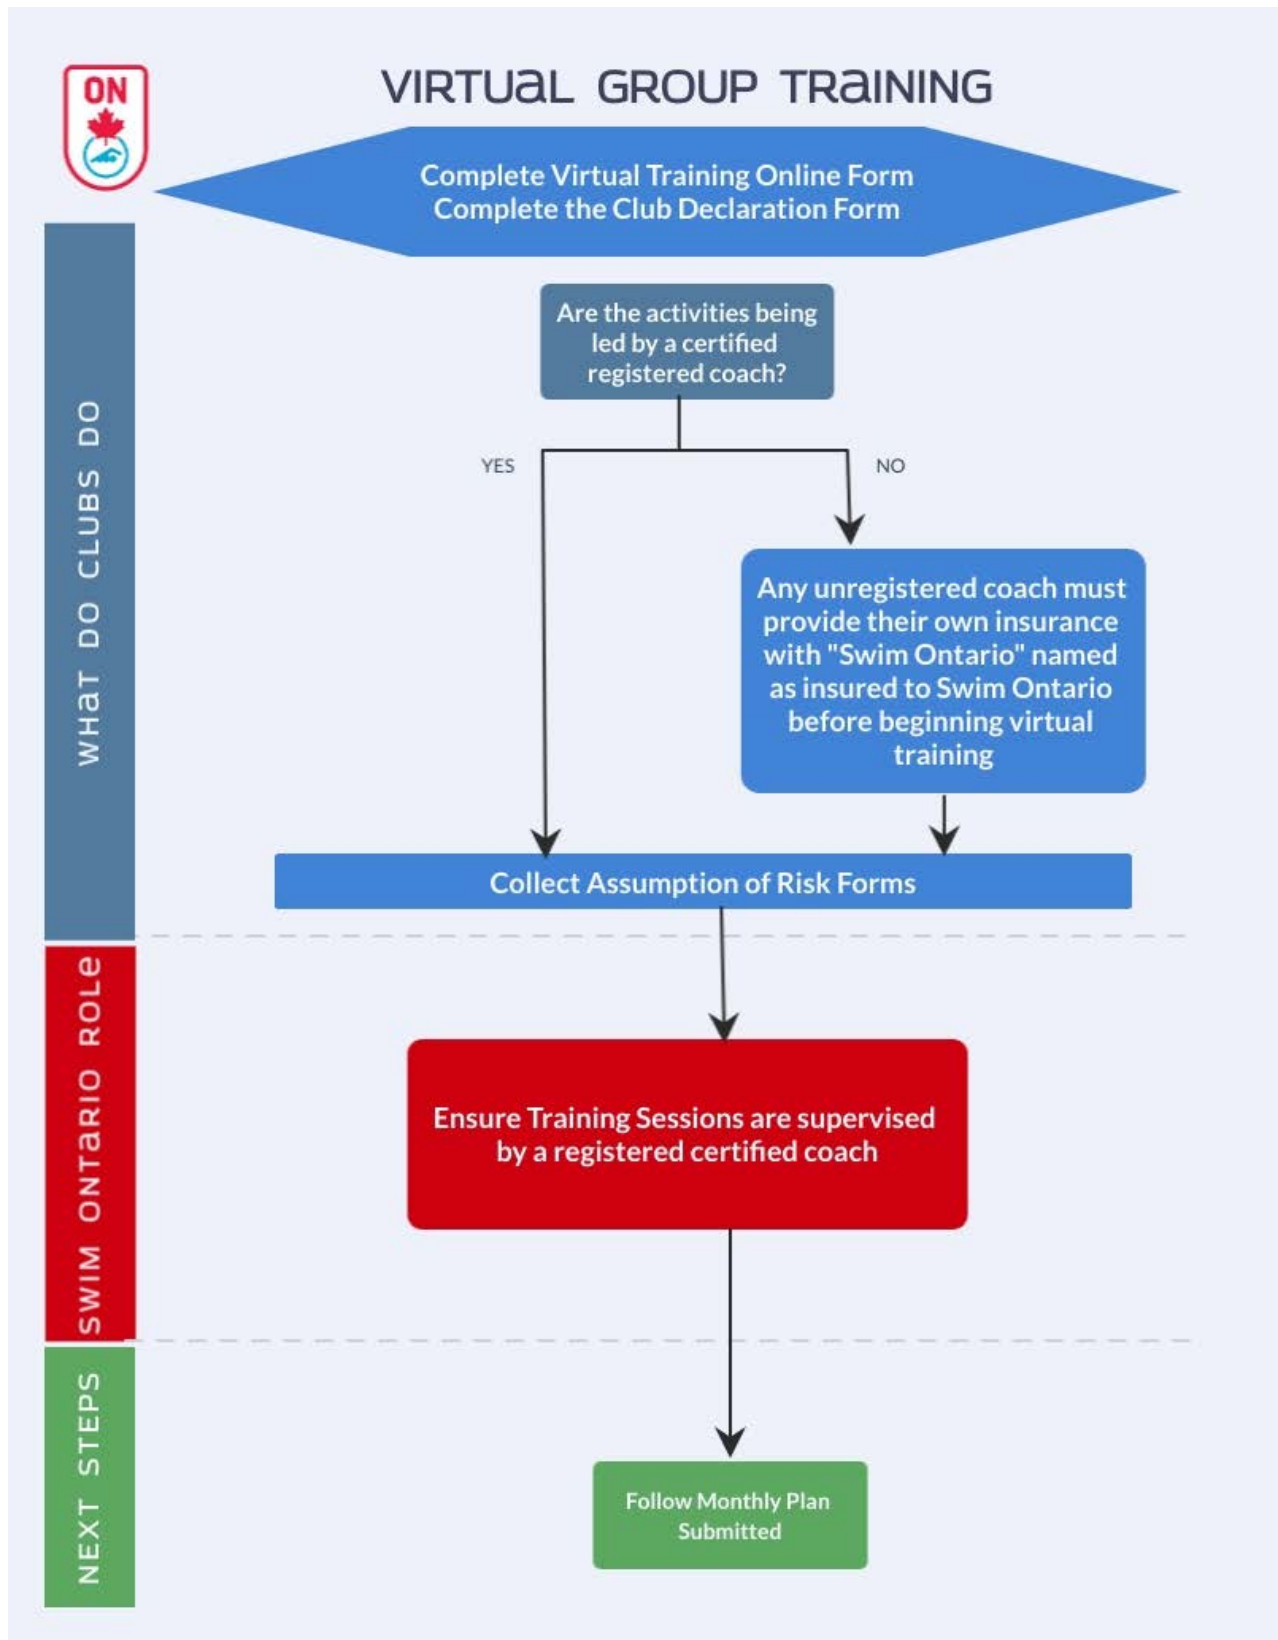 ON
VIRTUAL GROUP TRAINING
Complete Virtual Training Online Form
Complete the Club Declaration Form
WHAT DO CLUBS DO
Are the activities being
led by a certified
registered coach?
YES
NO
Any unregistered coach must
provide their own insurance
with "Swim Ontario" named
as insured to Swim Ontario
before beginning virtual
training
Collect Assumption of Risk Forms
SWIM ONTARIO ROLE
Ensure Training Sessions are supervised
by a registered certified coach
NEXT STEPS
Follow Monthly Plan
Submitted